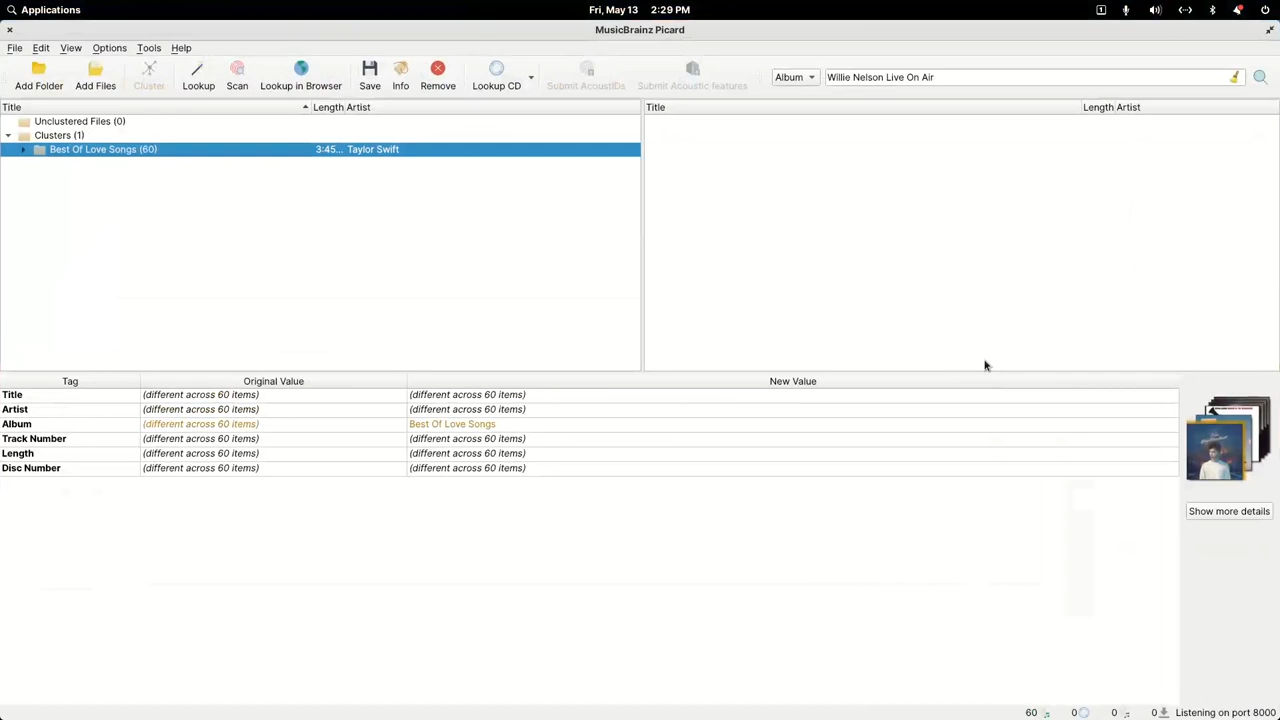 Applications
Fri, May 13 2:29 PM
1
MusicBrainz Picard
File Edit View Options Tools Help
Add Folder Add Files Cluster Lookup Scan Lookup in Browser Save Info Remove Lookup CD Submit AcoustIDs Submit Acoustic features Album Willie Nelson Live On Air
Title Length Artist Title Length Artist
Unclustered Files (0)
Clusters (1)
Best Of Love Songs (60) 3:45... Taylor Swift
Tag Original Value New Value
Title (different across 60 items) (different across 60 items)
Artist (different across 60 items) (different across 60 items)
Album (different across 60 items) Best Of Love Songs
Track Number (different across 60 items) (different across 60 items)
Length (different across 60 items) (different across 60 items)
Disc Number (different across 60 items) (different across 60 items)
Show more details
60 0 0 0 Listening on port 8000